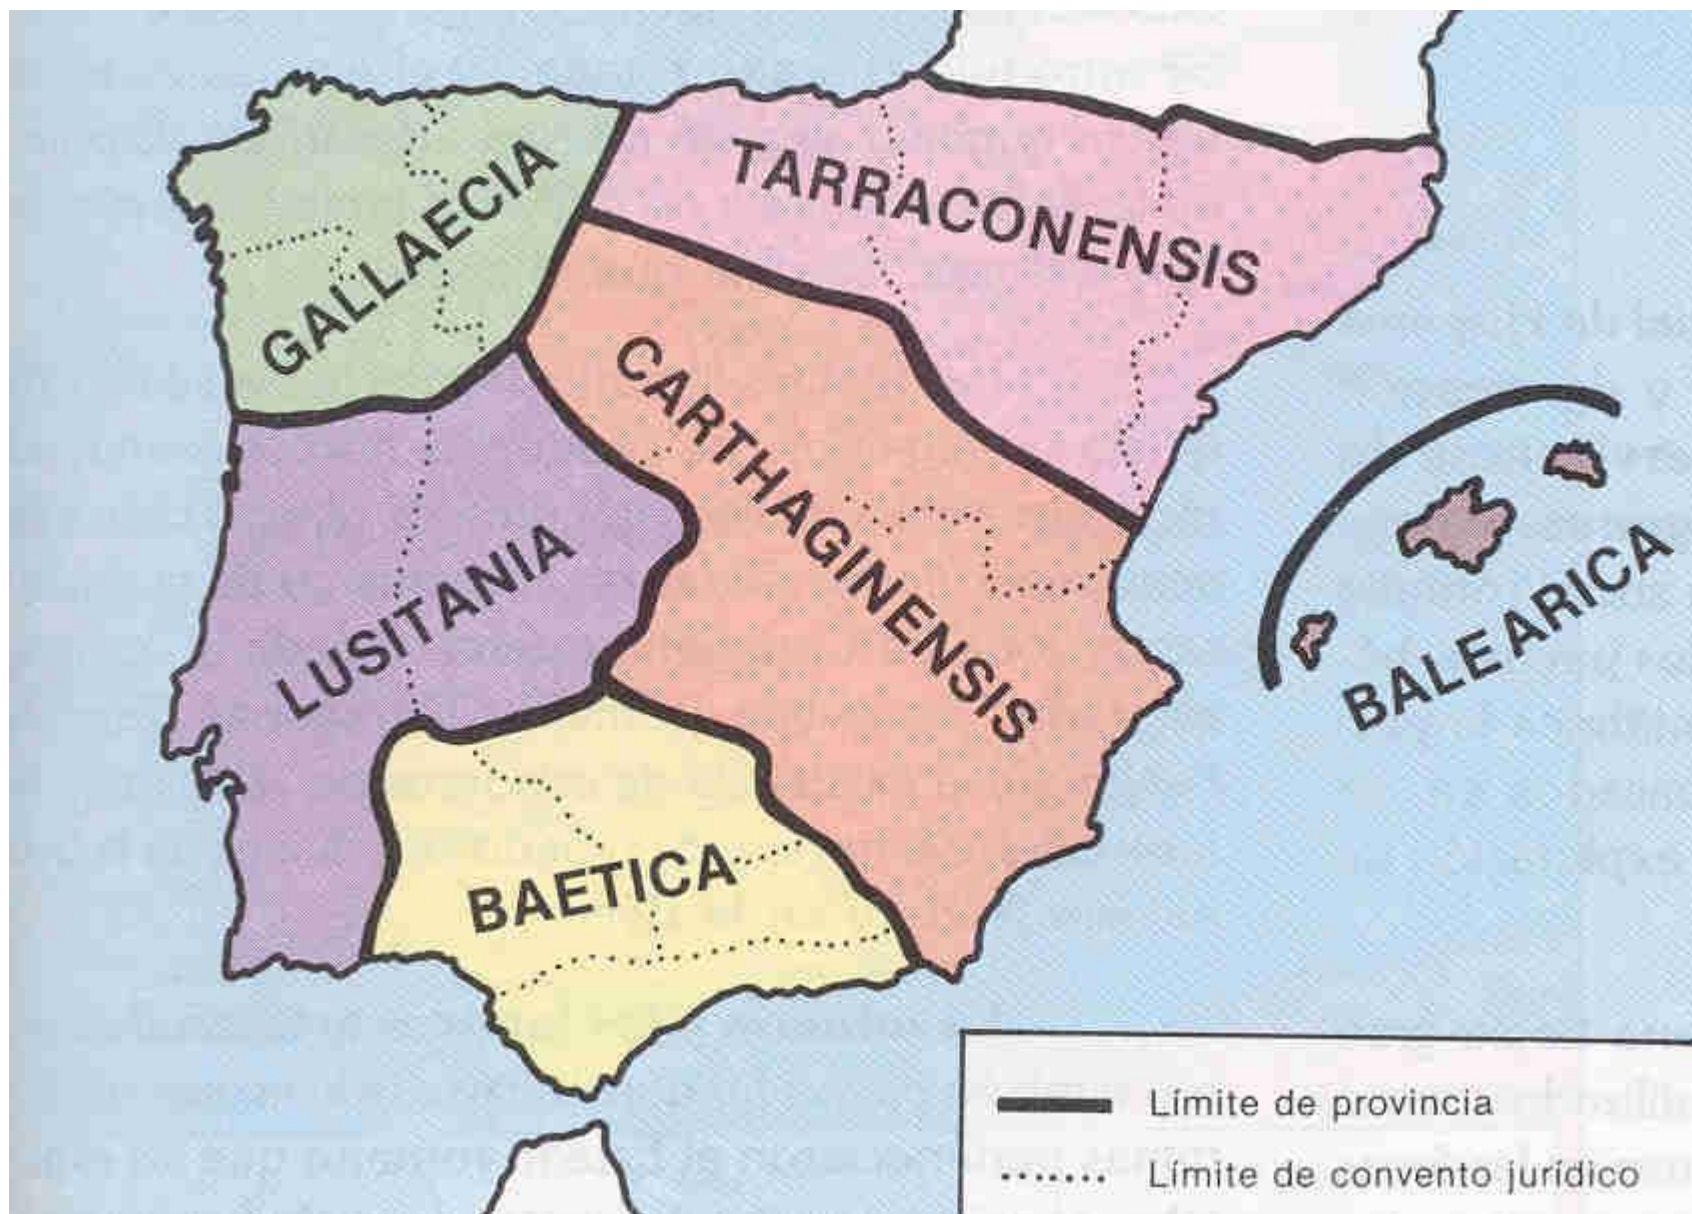 GALLAECIA
TARRACONENSIS
CARTHAGINENSIS
LUSITANIA
BALEARICA
BAETICA
Límite de provincia
Límite de convento jurídico